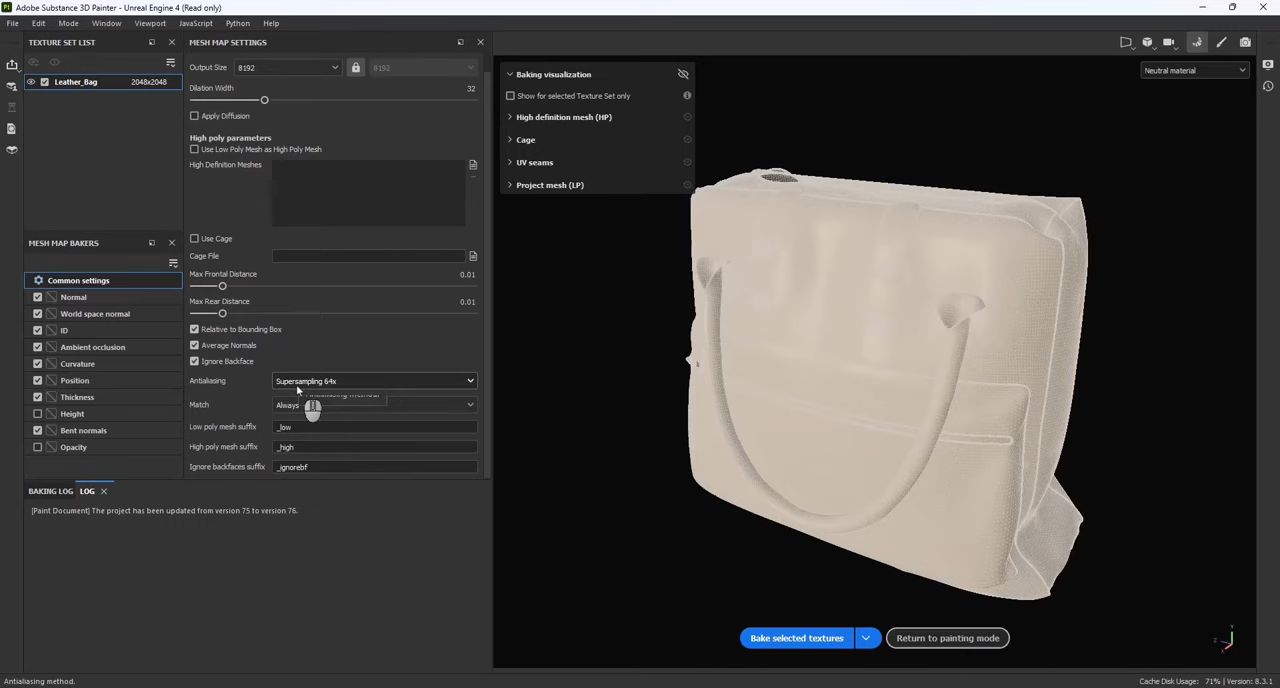 Pt Adobe Substance 3D Painter - Unreal Engine 4 (Read only)
File Edit Mode Window Viewport JavaScript Python Help
TEXTURE SET LIST
Leather_Bag 2048x2048
MESH MAP BAKERS
Common settings
Normal
World space normal
ID
Ambient occlusion
Curvature
Position
Thickness
Height
Bent normals
Opacity
MESH MAP SETTINGS
Output Size 8192 8192
Dilation Width 32
Apply Diffusion
High poly parameters
Use Low Poly Mesh as High Poly Mesh
High Definition Meshes
Use Cage
Cage File
Max Frontal Distance 0.01
Max Rear Distance 0.01
Relative to Bounding Box
Average Normals
Ignore Backface
Antialiasing Supersampling 64x
Match Always
Low poly mesh suffix _low
High poly mesh suffix _high
Ignore backfaces suffix _ignorebf
BAKING LOG LOG
[Paint Document] The project has been updated from version 75 to version 76.
Baking visualization
Show for selected Texture Set only
High definition mesh (HP)
Cage
UV seams
Project mesh (LP)
Neutral material
Bake selected textures
Return to painting mode
Y
Z
X
Antialiasing method.
Cache Disk Usage: 71% | Version: 8.3.1